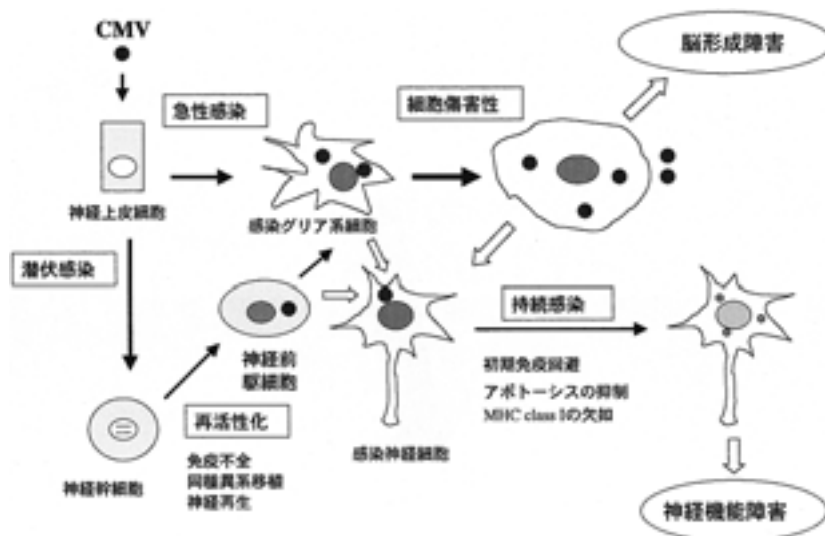 CMV
急性感染
神経上皮細胞
感染グリア系細胞
細胞傷害性
脳形成障害
潜伏感染
神経前
駆細胞
神経幹細胞
再活性化
免疫不全
同種異系移植
神経再生
感染神経細胞
持続感染
初期免疫回避
アポトーシスの抑制
MHC class Iの欠如
神経機能障害